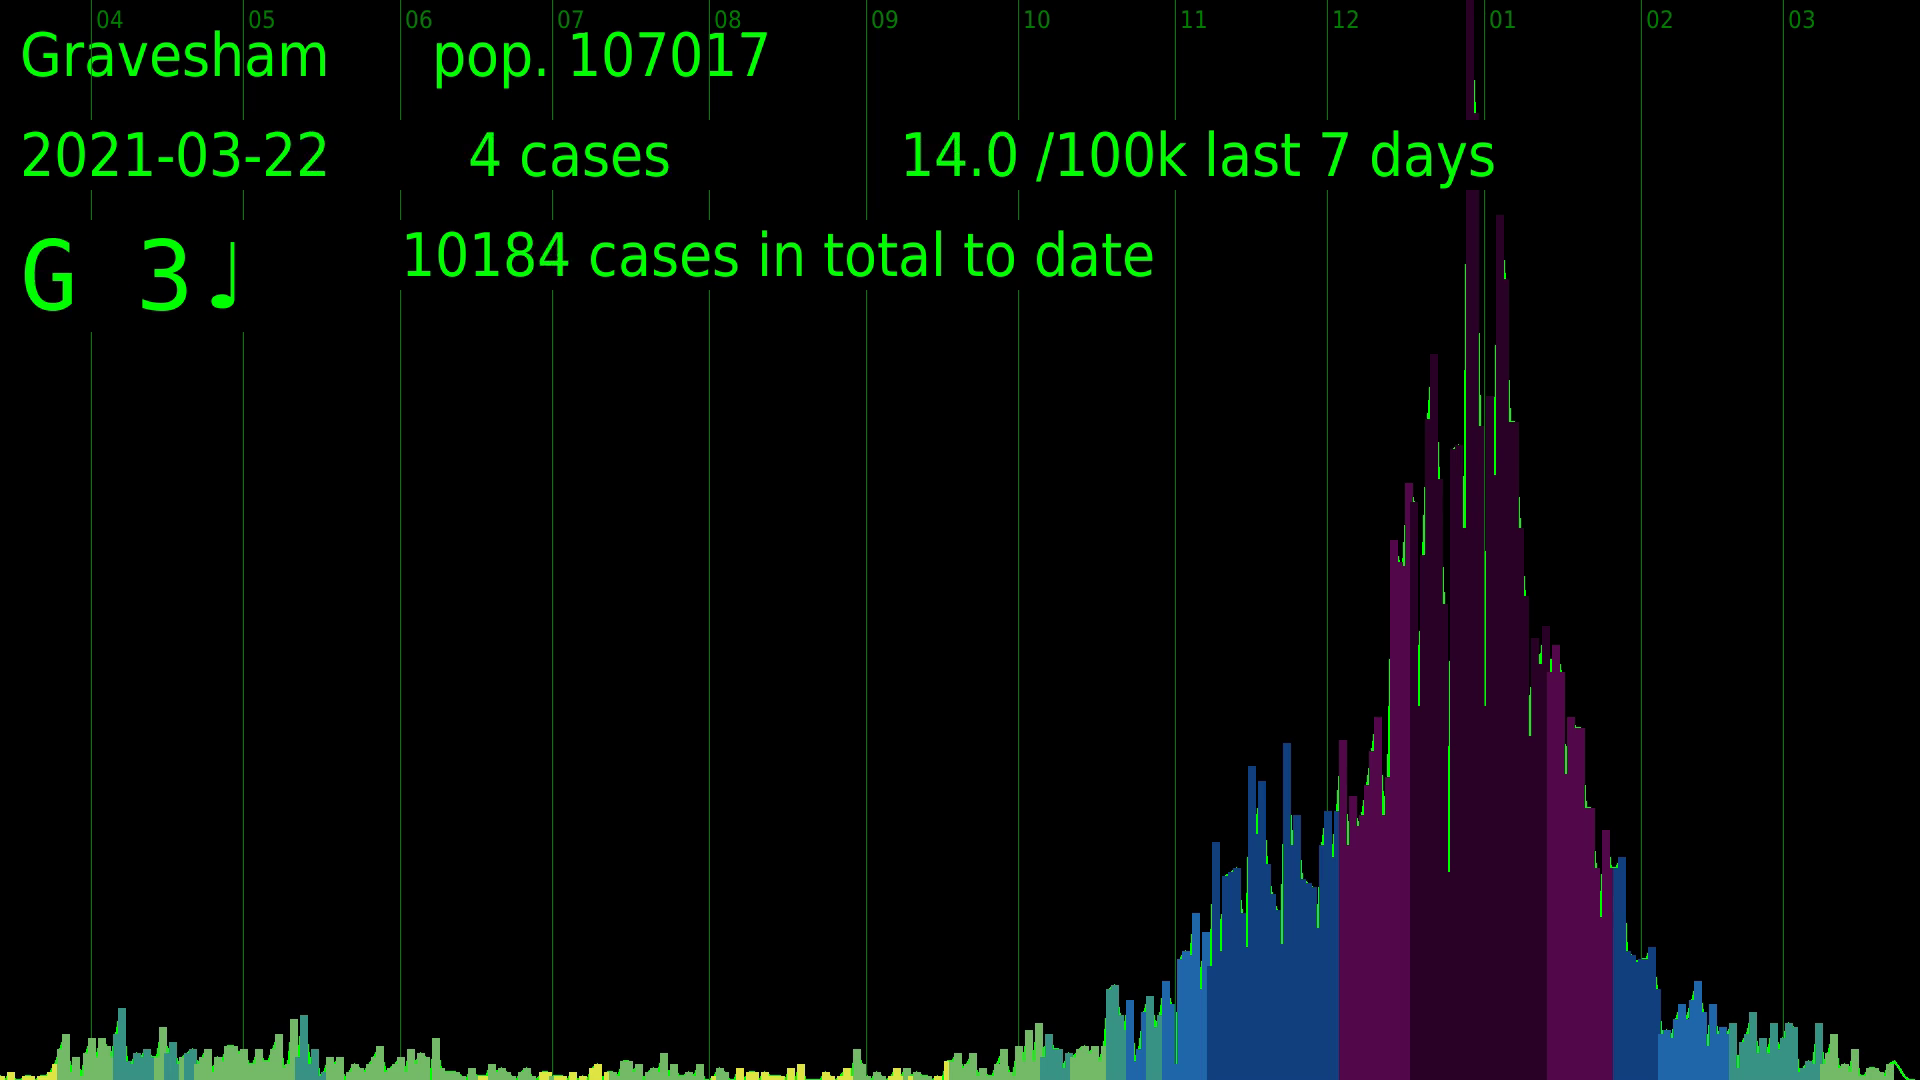 04 05 06 07 08 09 10 11 12 01 02 03
Gravesham pop. 107017
2021-03-22 4 cases 14.0 /100k last 7 days
G 3♩ 10184 cases in total to date